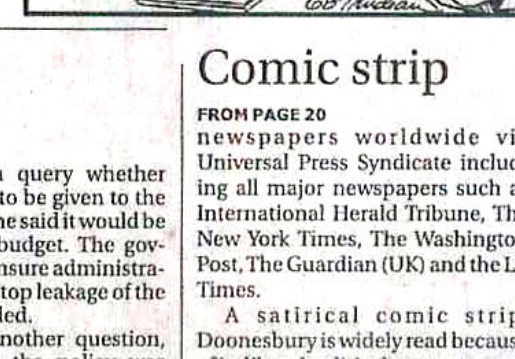 GB Trudeau
query whether
to be given to the
he said it would be
budget. The gov-
nsure administra-
top leakage of the
led.
nother question,
Comic strip
FROM PAGE 20
newspapers worldwide vi
Universal Press Syndicate includ
ing all major newspapers such a
International Herald Tribune, Th
New York Times, The Washingto
Post, The Guardian (UK) and the L
Times.
A satirical comic strip
Doonesbury is widely read becaus